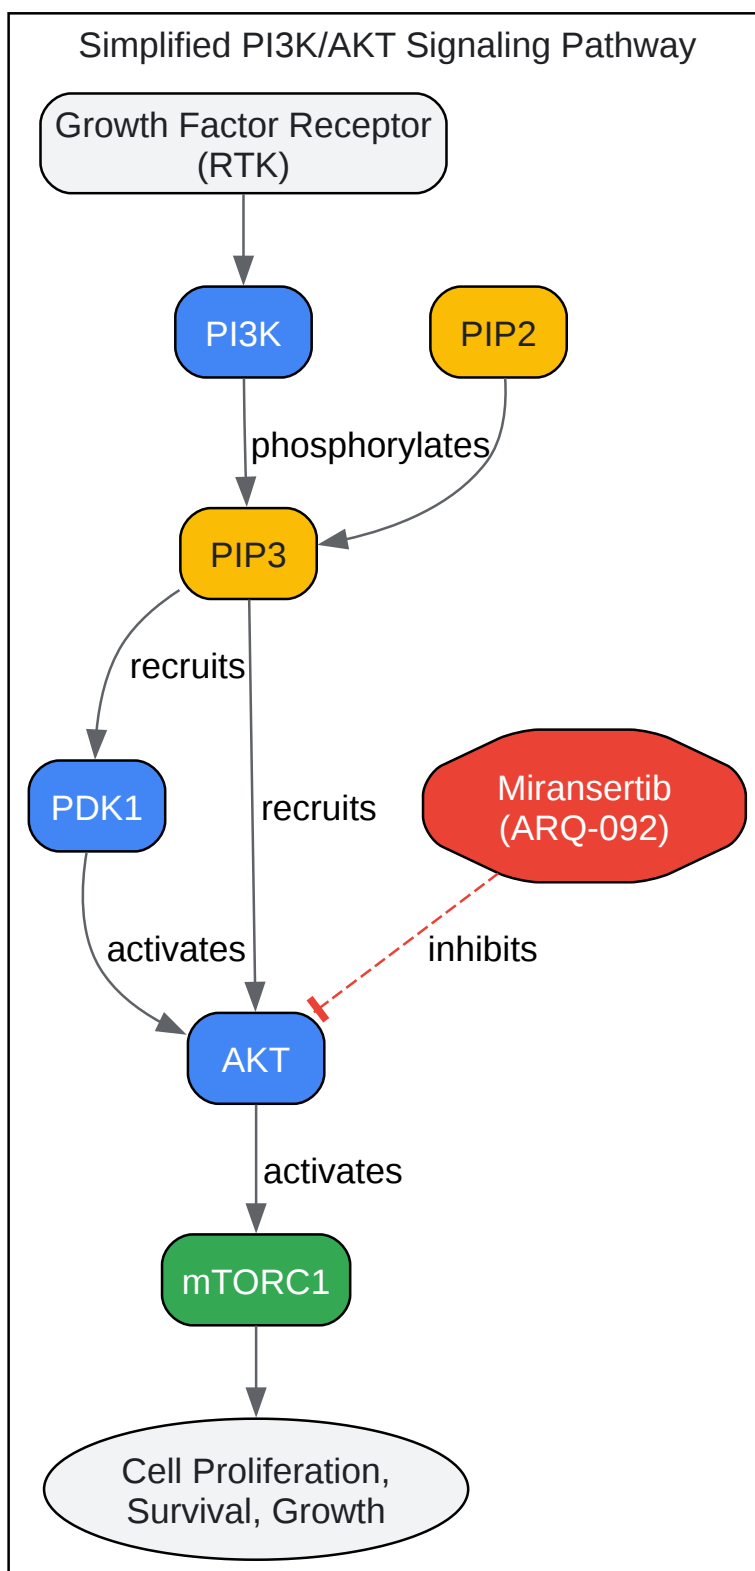 Simplified PI3K/AKT Signaling Pathway
Growth Factor Receptor
(RTK)
PI3K
PIP2
phosphorylates
PIP3
recruits
PDK1
recruits
Miransertib
(ARQ-092)
activates
inhibits
AKT
activates
mTORC1
Cell Proliferation,
Survival, Growth